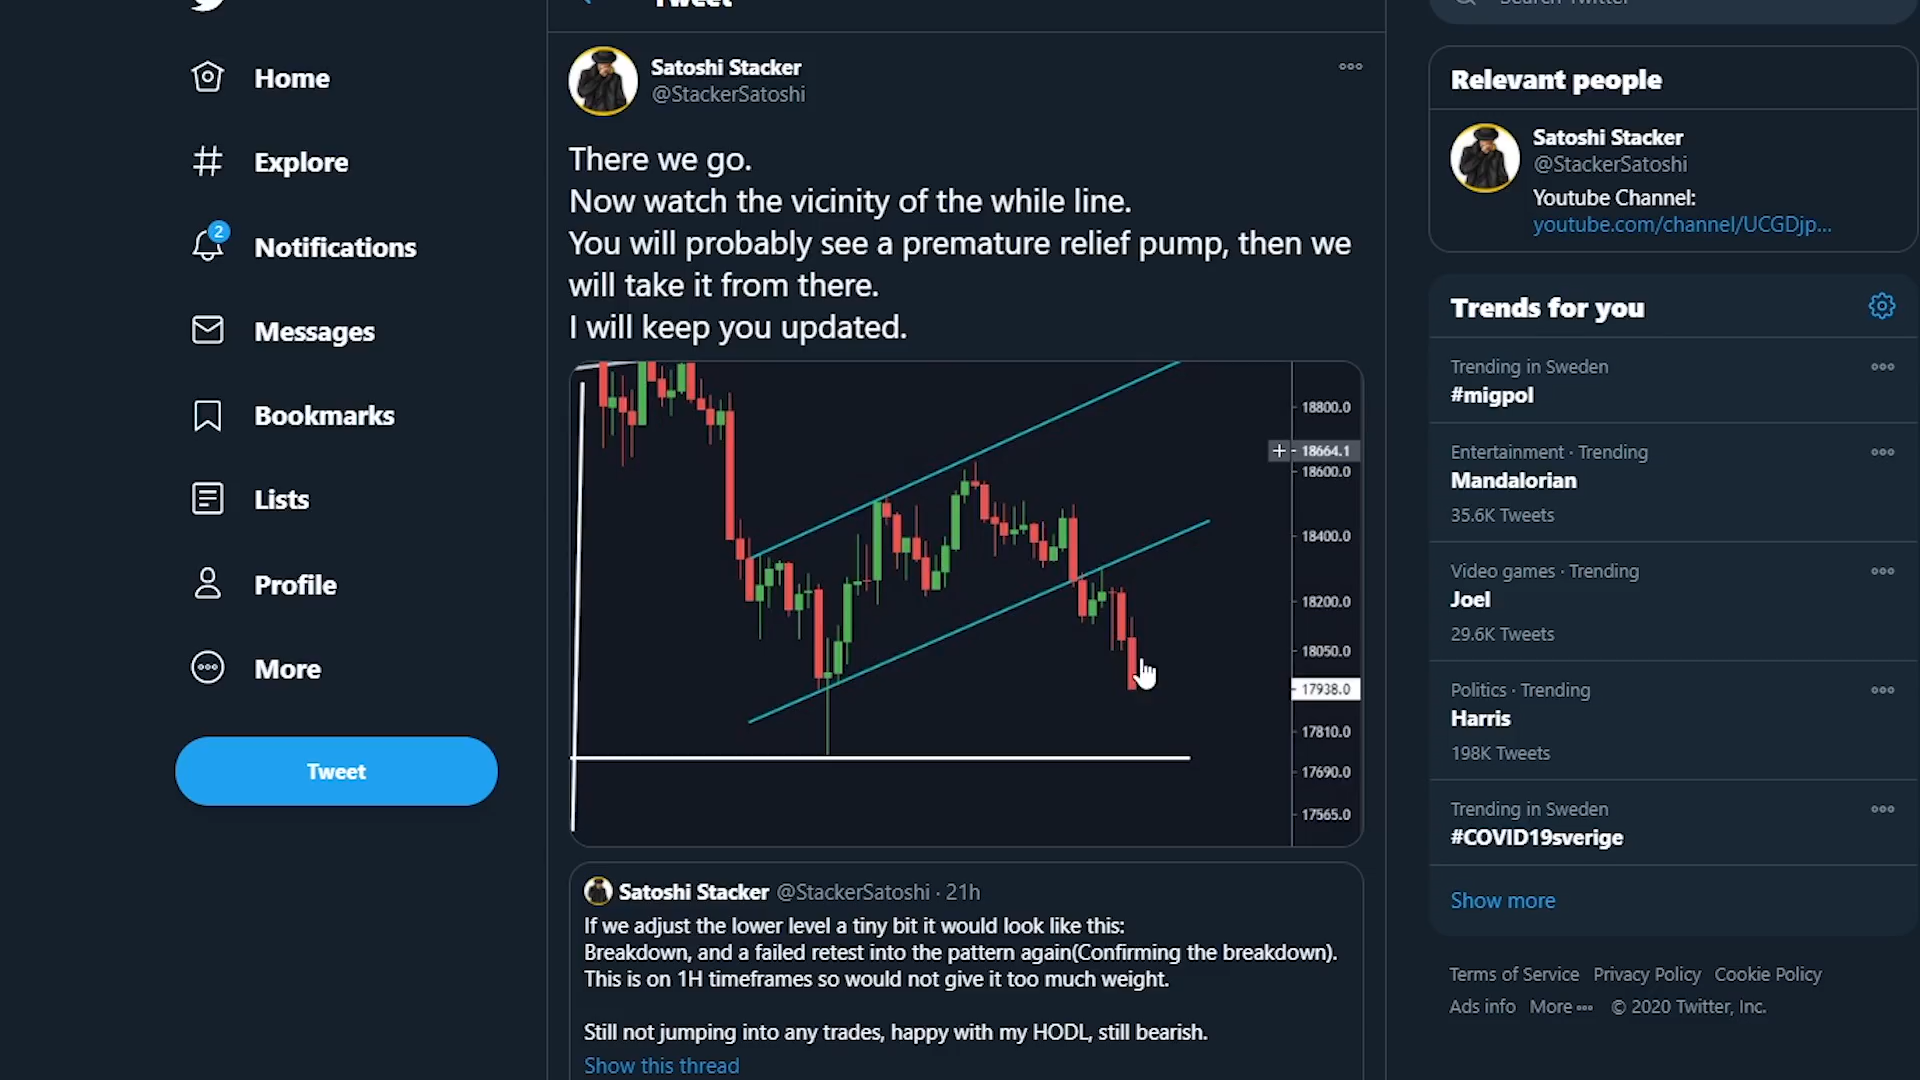 Tweet
Home
Explore
2
Notifications
Messages
Bookmarks
Lists
Profile
More
Tweet
Satoshi Stacker
@StackerSatoshi
There we go.
Now watch the vicinity of the while line.
You will probably see a premature relief pump, then we
will take it from there.
I will keep you updated.
18800.0
18664.1
18600.0
18400.0
18200.0
18050.0
17938.0
17810.0
17690.0
17565.0
Satoshi Stacker @StackerSatoshi · 21h
If we adjust the lower level a tiny bit it would look like this:
Breakdown, and a failed retest into the pattern again(Confirming the breakdown).
This is on 1H timeframes so would not give it too much weight.
Still not jumping into any trades, happy with my HODL, still bearish.
Show this thread
Search Twitter
Relevant people
Satoshi Stacker
@StackerSatoshi
Youtube Channel:
youtube.com/channel/UCGDjp...
Trends for you
Trending in Sweden
#migpol
Entertainment · Trending
Mandalorian
35.6K Tweets
Video games · Trending
Joel
29.6K Tweets
Politics · Trending
Harris
198K Tweets
Trending in Sweden
#COVID19sverige
Show more
Terms of Service Privacy Policy Cookie Policy
Ads info More ··· © 2020 Twitter, Inc.